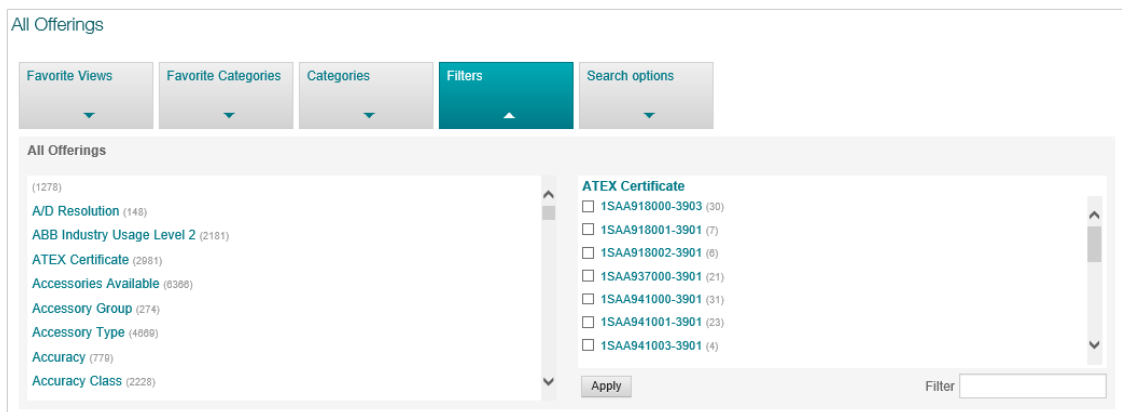 All Offerings
Favorite Views
Favorite Categories
Categories
Filters
Search options
All Offerings
(1278)
A/D Resolution (148)
ABB Industry Usage Level 2 (2181)
ATEX Certificate (2981)
Accessories Available (6366)
Accessory Group (274)
Accessory Type (4669)
Accuracy (779)
Accuracy Class (2228)
ATEX Certificate
1SAA918000-3903 (30)
1SAA918001-3901 (7)
1SAA918002-3901 (6)
1SAA937000-3901 (21)
1SAA941000-3901 (31)
1SAA941001-3901 (23)
1SAA941003-3901 (4)
Apply
Filter